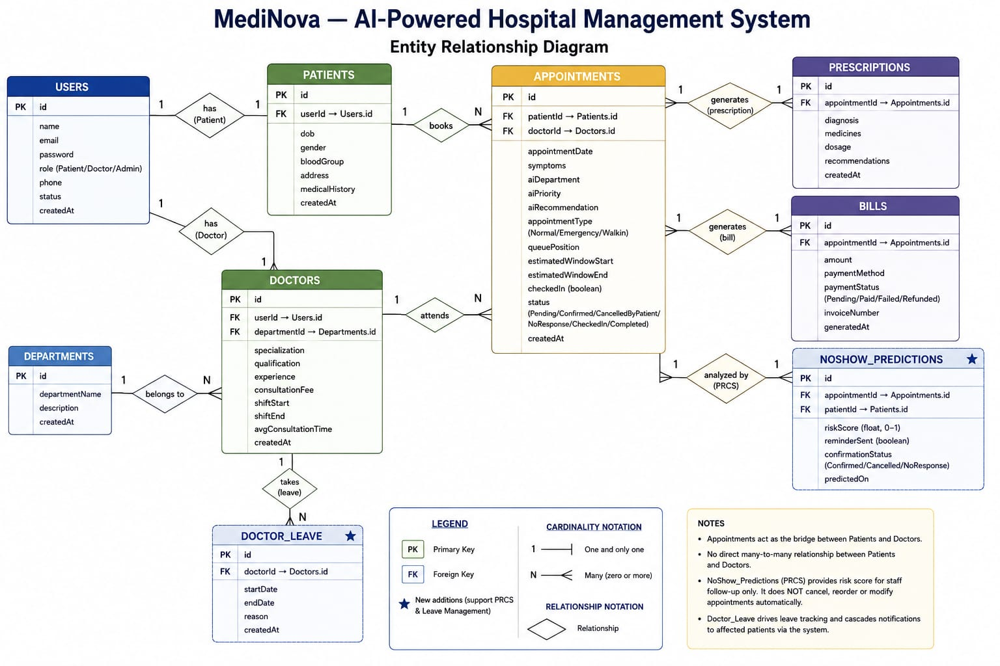 MediNova — AI-Powered Hospital Management System
Entity Relationship Diagram
USERS
PK id
name
email
password
role (Patient/Doctor/Admin)
phone
status
createdAt
1
has
(Patient)
1
PATIENTS
PK id
FK userId → Users.id
dob
gender
bloodGroup
address
medicalHistory
createdAt
1
books
N
APPOINTMENTS
PK id
FK patientId → Patients.id
FK doctorId → Doctors.id
appointmentDate
symptoms
aiDepartment
aiPriority
aiRecommendation
appointmentType
(Normal/Emergency/Walkin)
queuePosition
estimatedWindowStart
estimatedWindowEnd
checkedIn (boolean)
status
(Pending/Confirmed/CancelledByPatient/
NoResponse/CheckedIn/Completed)
createdAt
1
generates
(prescription)
1
PRESCRIPTIONS
PK id
FK appointmentId → Appointments.id
diagnosis
medicines
dosage
recommendations
createdAt
1
generates
(bill)
1
BILLS
PK id
FK appointmentId → Appointments.id
amount
paymentMethod
paymentStatus
(Pending/Paid/Failed/Refunded)
invoiceNumber
generatedAt
1
has
(Doctor)
1
DOCTORS
PK id
FK userId → Users.id
FK departmentId → Departments.id
specialization
qualification
experience
consultationFee
shiftStart
shiftEnd
avgConsultationTime
createdAt
1
attends
N
DEPARTMENTS
PK id
departmentName
description
createdAt
1
belongs to
N
1
analyzed by
(PRCS)
1
NOSHOW_PREDICTIONS
PK id
FK appointmentId → Appointments.id
FK patientId → Patients.id
riskScore (float, 0–1)
reminderSent (boolean)
confirmationStatus
(Confirmed/Cancelled/NoResponse)
predictedOn
1
takes
(leave)
N
DOCTOR_LEAVE
PK id
FK doctorId → Doctors.id
startDate
endDate
reason
createdAt
LEGEND
PK Primary Key
FK Foreign Key
New additions (support PRCS
& Leave Management)
CARDINALITY NOTATION
1 One and only one
N Many (zero or more)
RELATIONSHIP NOTATION
Relationship
NOTES
• Appointments act as the bridge between Patients and Doctors.
• No direct many-to-many relationship between Patients
and Doctors.
• NoShow_Predictions (PRCS) provides risk score for staff
follow-up only. It does NOT cancel, reorder or modify
appointments automatically.
• Doctor_Leave drives leave tracking and cascades notifications
to affected patients via the system.